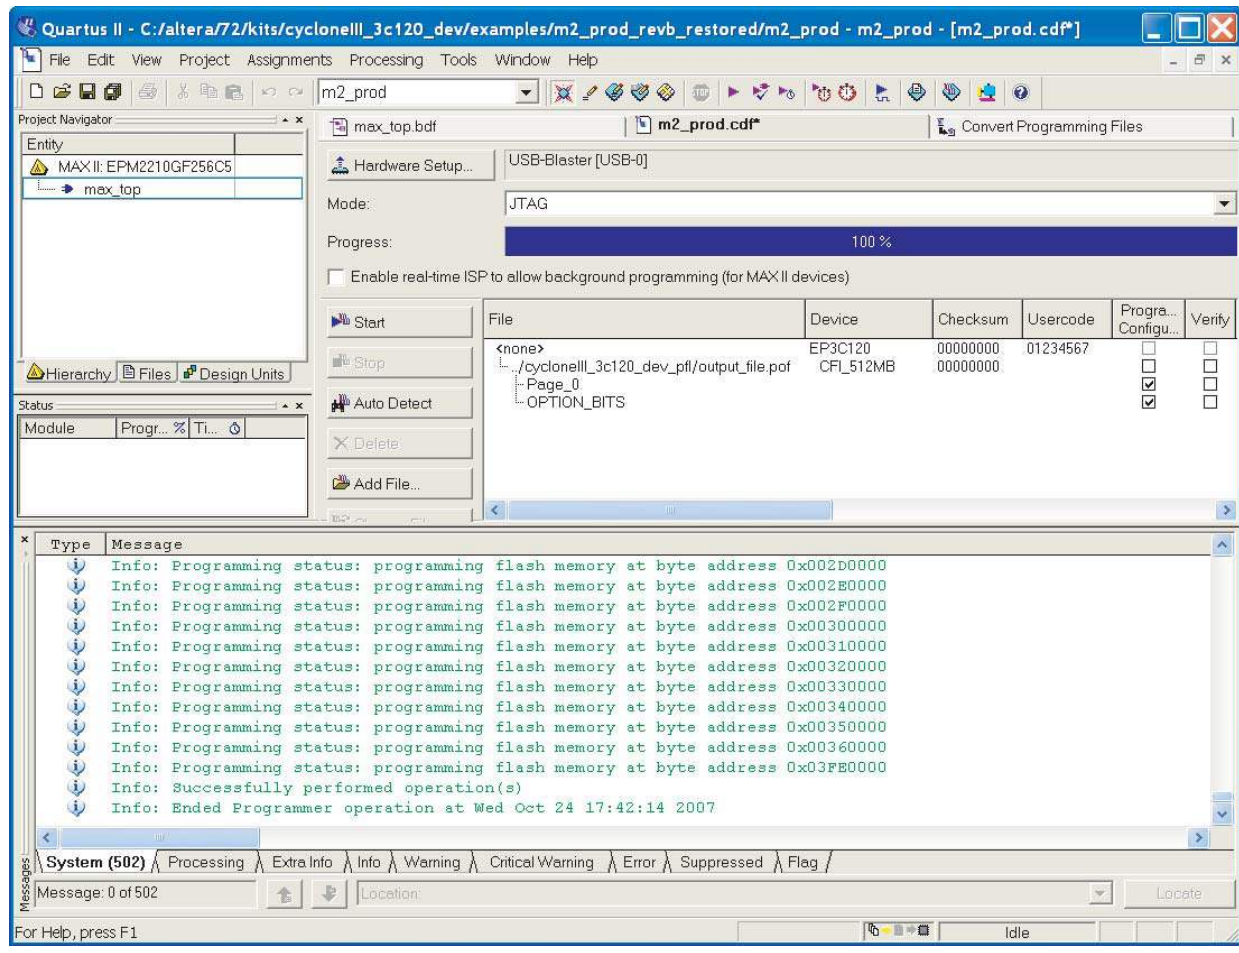 Quartus II - C:/altera/72/kits/cycloneIII_3c120_dev/examples/m2_prod_revb_restored/m2_prod - m2_prod - [m2_prod.cdf*]
File Edit View Project Assignments Processing Tools Window Help
m2_prod
Project Navigator
Entity
MAX II: EPM2210GF256C5
max_top
Hierarchy Files Design Units
Status
Module Progr... % Ti...
max_top.bdf m2_prod.cdf* Convert Programming Files
Hardware Setup... USB-Blaster [USB-0]
Mode: JTAG
Progress: 100 %
Enable real-time ISP to allow background programming (for MAX II devices)
Start
Stop
Auto Detect
Delete
Add File...
File Device Checksum Usercode Progra... Configu... Verify
<none> EP3C120 00000000 01234567
../cycloneIII_3c120_dev_pfl/output_file.pof CFI_512MB 00000000
Page_0
OPTION_BITS
Type Message
Info: Programming status: programming flash memory at byte address 0x002D0000
Info: Programming status: programming flash memory at byte address 0x002E0000
Info: Programming status: programming flash memory at byte address 0x002F0000
Info: Programming status: programming flash memory at byte address 0x00300000
Info: Programming status: programming flash memory at byte address 0x00310000
Info: Programming status: programming flash memory at byte address 0x00320000
Info: Programming status: programming flash memory at byte address 0x00330000
Info: Programming status: programming flash memory at byte address 0x00340000
Info: Programming status: programming flash memory at byte address 0x00350000
Info: Programming status: programming flash memory at byte address 0x00360000
Info: Programming status: programming flash memory at byte address 0x03FE0000
Info: Successfully performed operation(s)
Info: Ended Programmer operation at Wed Oct 24 17:42:14 2007
System (502) Processing Extra Info Info Warning Critical Warning Error Suppressed Flag
Messages
Message: 0 of 502 Location: Locate
For Help, press F1 Idle